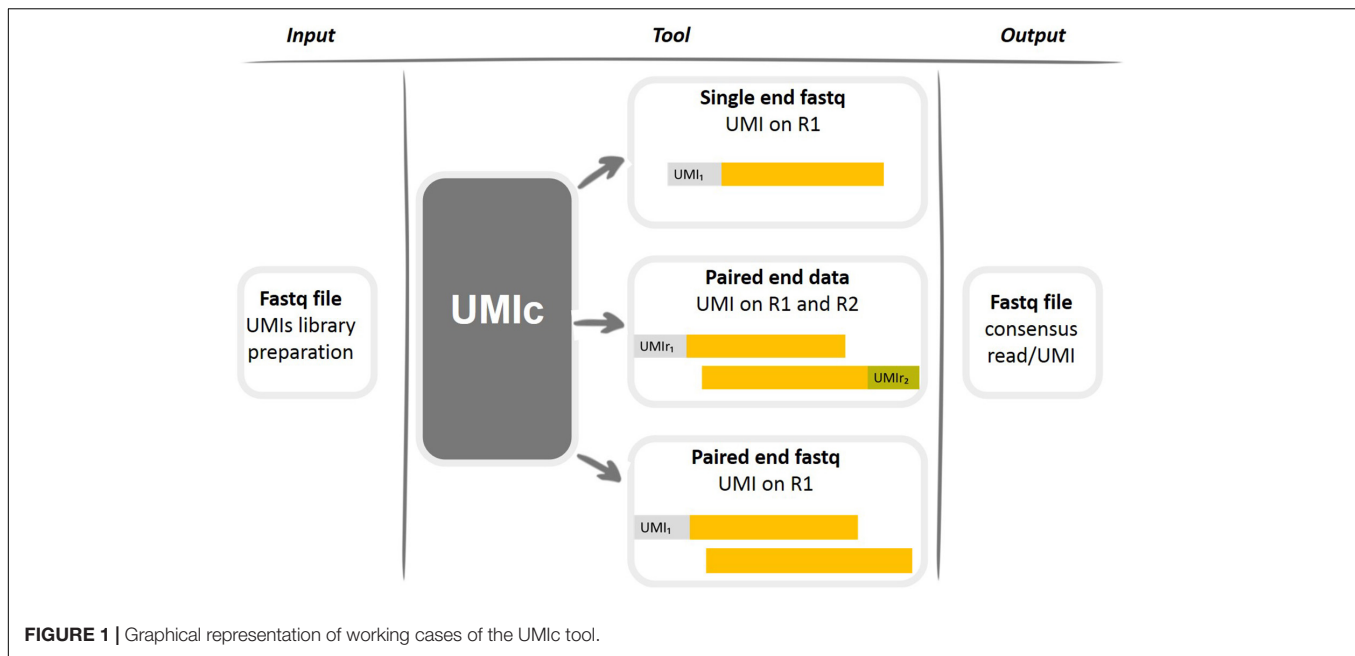 Input
Tool
Output
Fastq file
UMIs library
preparation
UMIc
Single end fastq
UMI on R1
UMI₁
Paired end data
UMI on R1 and R2
UMIr₁
UMIr₂
Paired end fastq
UMI on R1
UMI₁
Fastq file
consensus
read/UMI
FIGURE 1 | Graphical representation of working cases of the UMIc tool.